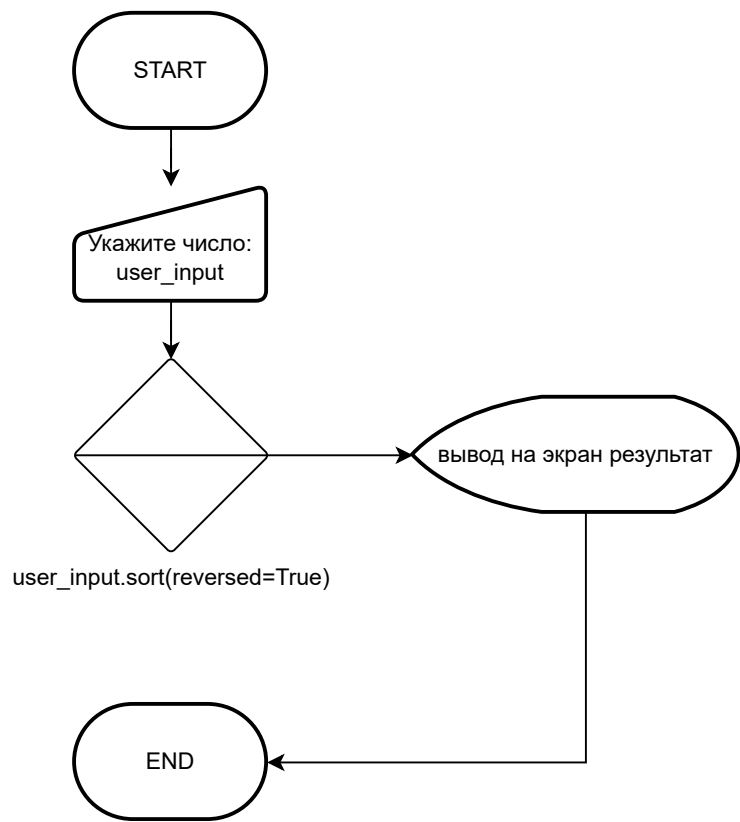 START
Укажите число:
user_input
вывод на экран результат
user_input.sort(reversed=True)
END